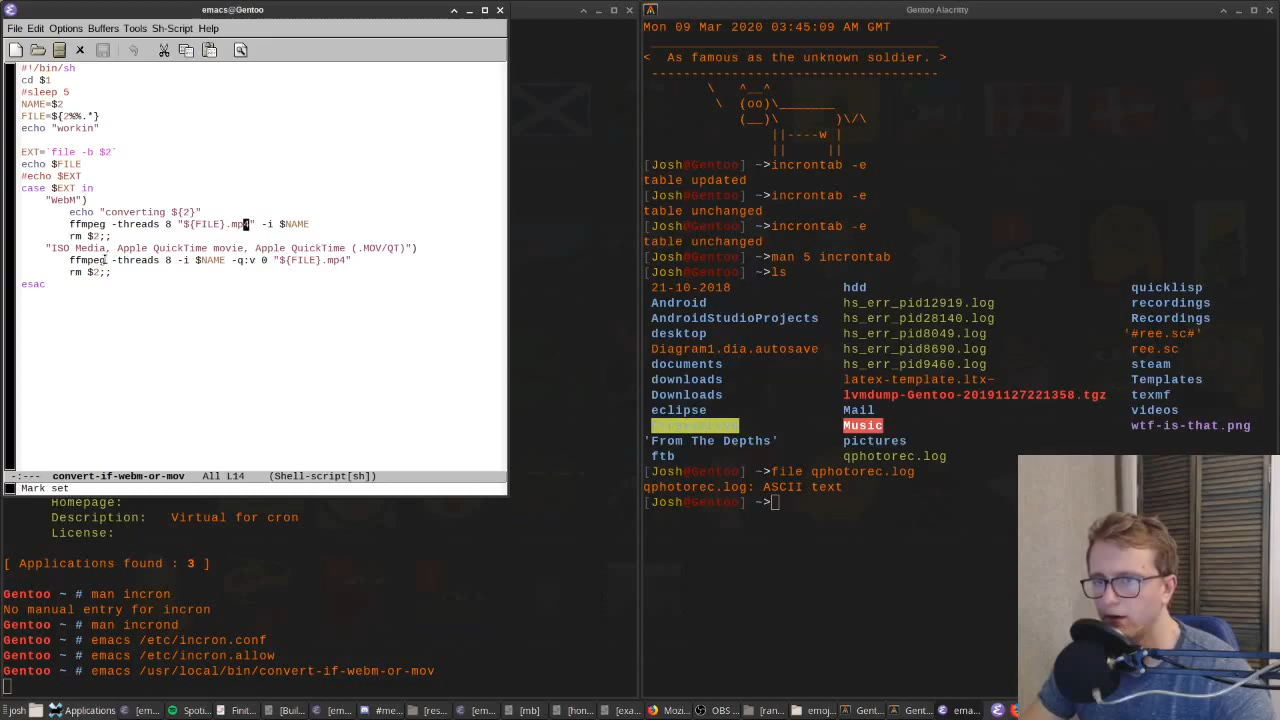 emacs@Gentoo
File Edit Options Buffers Tools Sh-Script Help
#!/bin/sh
cd $1
#sleep 5
NAME=$2
FILE=${2%%.*}
echo "workin"
EXT=`file -b $2`
echo $FILE
#echo $EXT
case $EXT in
"WebM")
echo "converting ${2}"
ffmpeg -threads 8 "${FILE}.mp4" -i $NAME
rm $2;;
"ISO Media, Apple QuickTime movie, Apple QuickTime (.MOV/QT)")
ffmpeg -threads 8 -i $NAME -q:v 0 "${FILE}.mp4"
rm $2;;
esac
-:--- convert-if-webm-or-mov All L14 (Shell-script[sh])
Mark set
Homepage:
Description: Virtual for cron
License:
[ Applications found : 3 ]
Gentoo ~ # man incron
No manual entry for incron
Gentoo ~ # man incrond
Gentoo ~ # emacs /etc/incron.conf
Gentoo ~ # emacs /etc/incron.allow
Gentoo ~ # emacs /usr/local/bin/convert-if-webm-or-mov
Gentoo Alacritty
Mon 09 Mar 2020 03:45:09 AM GMT
_____________________________________
< As famous as the unknown soldier. >
-------------------------------------
\ ^__^
\ (oo)\_______
(__)\ )\/\
||----w |
|| ||
[Josh@Gentoo] ~>incrontab -e
table updated
[Josh@Gentoo] ~>incrontab -e
table unchanged
[Josh@Gentoo] ~>incrontab -e
table unchanged
[Josh@Gentoo] ~>man 5 incrontab
[Josh@Gentoo] ~>ls
21-10-2018 hdd quicklisp
Android hs_err_pid12919.log recordings
AndroidStudioProjects hs_err_pid28140.log Recordings
desktop hs_err_pid8049.log '#ree.sc#'
Diagram1.dia.autosave hs_err_pid8690.log ree.sc
documents hs_err_pid9460.log steam
downloads latex-template.ltx~ Templates
Downloads lvmdump-Gentoo-20191127221358.tgz texmf
eclipse Mail videos
Music wtf-is-that.png
'From The Depths' pictures
ftb qphotorec.log
[Josh@Gentoo] ~>file qphotorec.log
qphotorec.log: ASCII text
[Josh@Gentoo] ~>
josh Applications [em... Spoti... Finit... [Buil... [em... #me... [res... [em... [mb] [hon... [exa... Mozi... OBS ... [ran... emoj... Gent... Gent... ema...